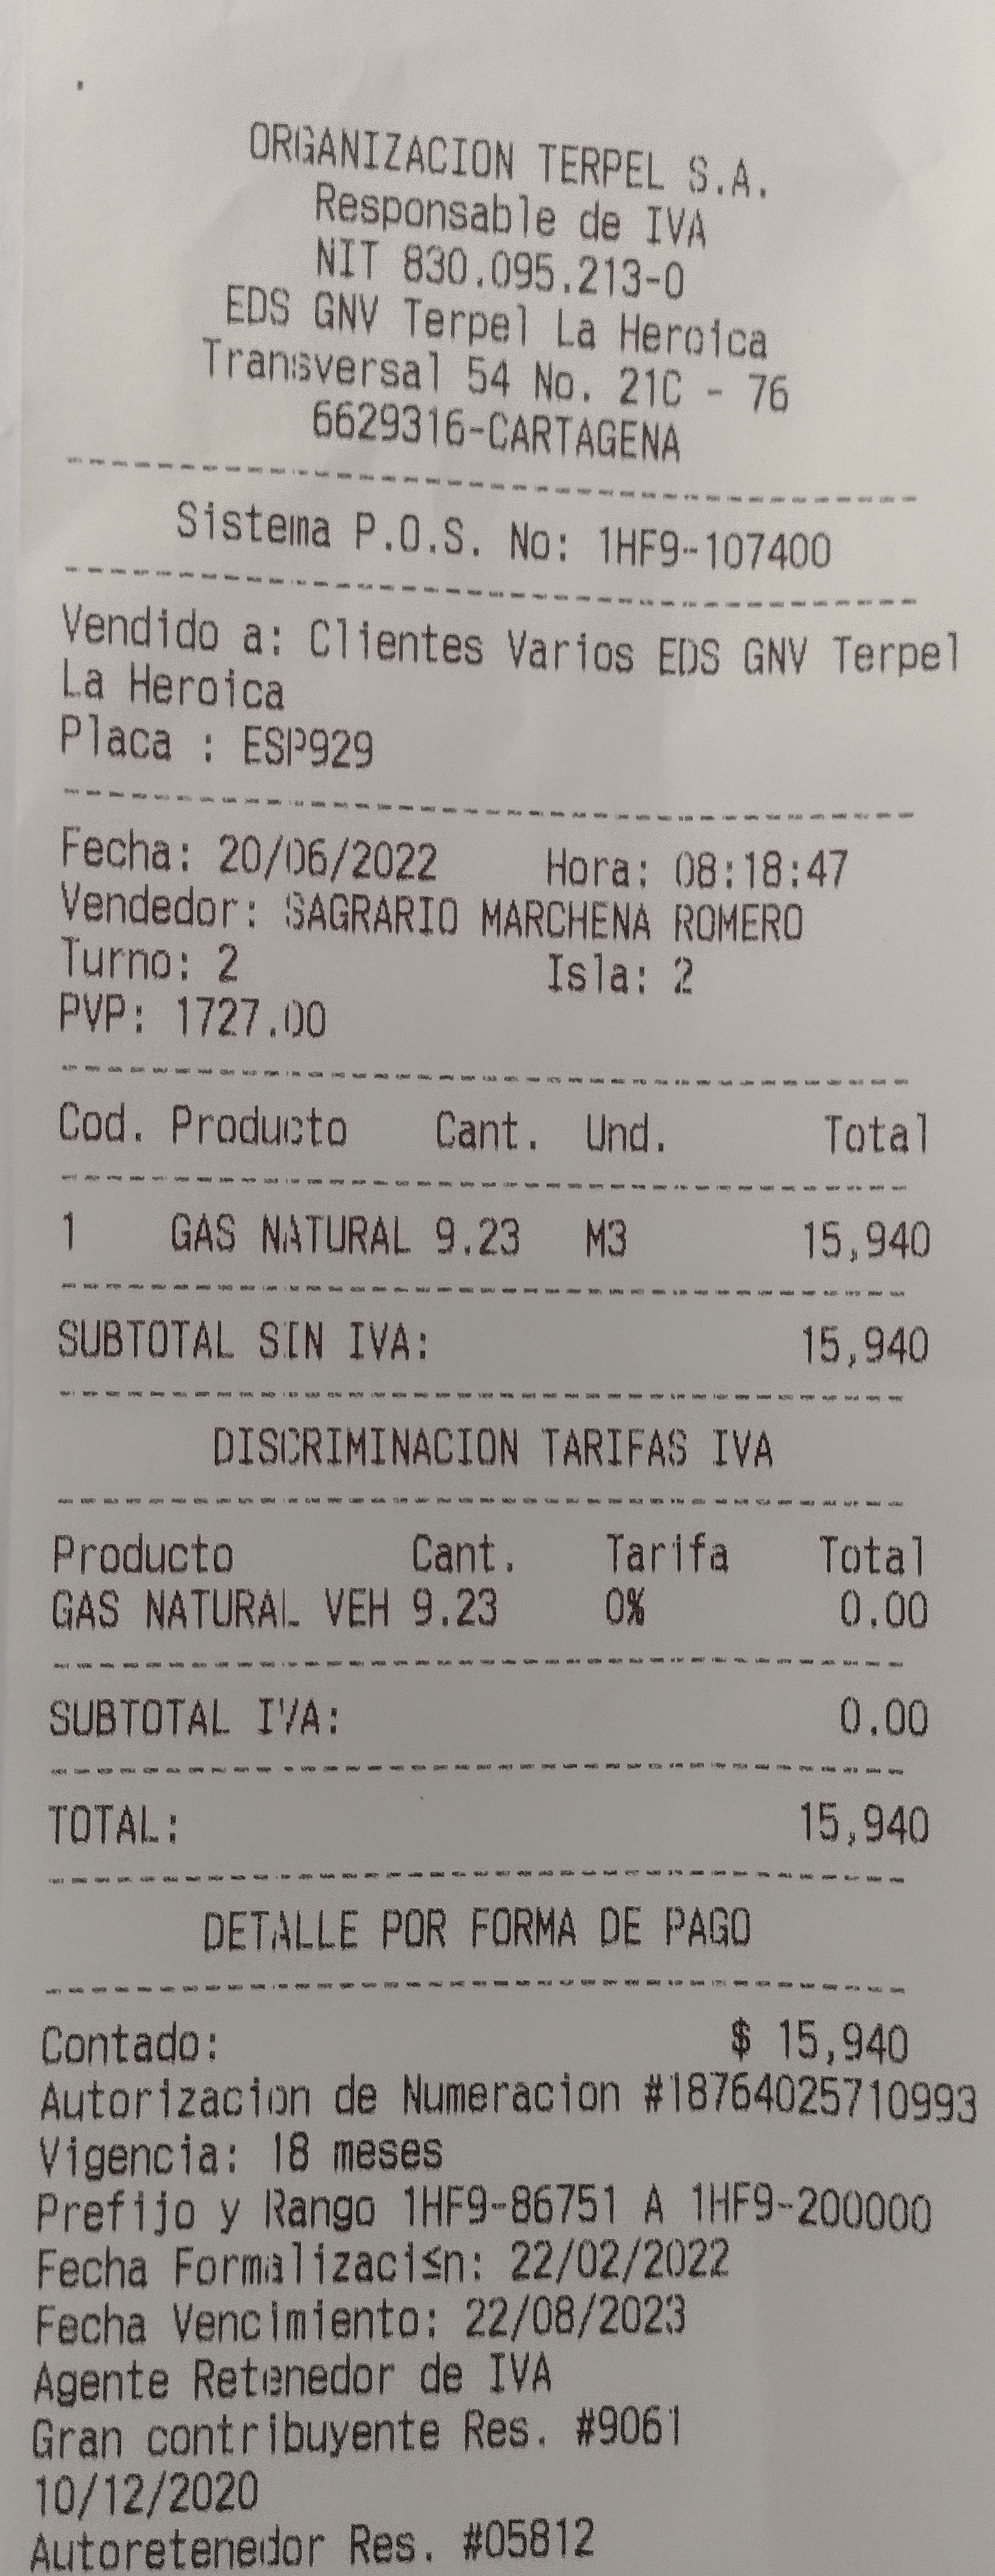 ORGANIZACION TERPEL S.A.
Responsable de IVA
NIT 830.095.213-0
EDS GNV Terpel La Heroica
Transversal 54 No. 21C - 76
6629316-CARTAGENA
Sistema P.O.S. No: 1HF9-107400
Vendido a: Clientes Varios EDS GNV Terpel
La Heroica
Placa : ESP929
Fecha: 20/06/2022 Hora: 08:18:47
Vendedor: SAGRARIO MARCHENA ROMERO
Turno: 2 Isla: 2
PVP: 1727.00
Cod. Producto Cant. Und. Total
1 GAS NATURAL 9.23 M3 15,940
SUBTOTAL SIN IVA: 15,940
DISCRIMINACION TARIFAS IVA
Producto Cant. Tarifa Total
GAS NATURAL VEH 9.23 0% 0.00
SUBTOTAL IVA: 0.00
TOTAL: 15,940
DETALLE POR FORMA DE PAGO
Contado: $ 15,940
Autorizacion de Numeracion #18764025710993
Vigencia: 18 meses
Prefijo y Rango 1HF9-86751 A 1HF9-200000
Fecha Formalizaci≤n: 22/02/2022
Fecha Vencimiento: 22/08/2023
Agente Retenedor de IVA
Gran contribuyente Res. #9061
10/12/2020
Autoretenedor Res. #05812